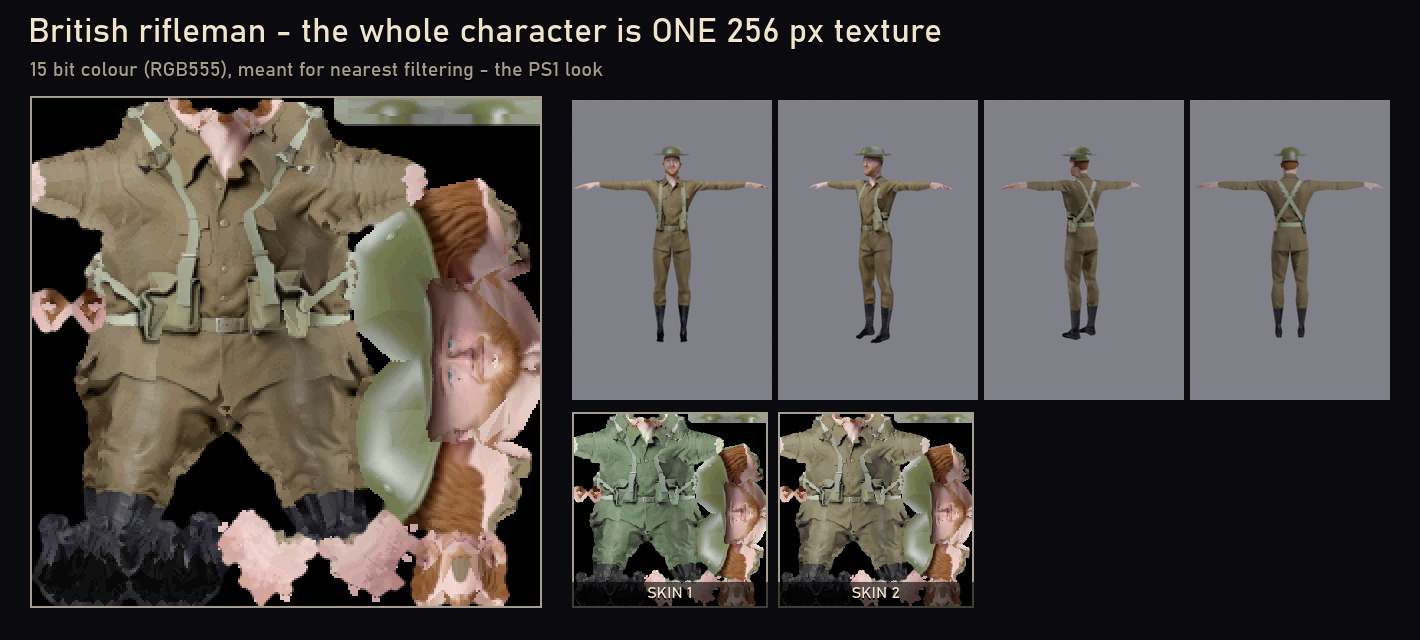 British rifleman - the whole character is ONE 256 px texture
15 bit colour (RGB555), meant for nearest filtering - the PS1 look
SKIN 1
SKIN 2